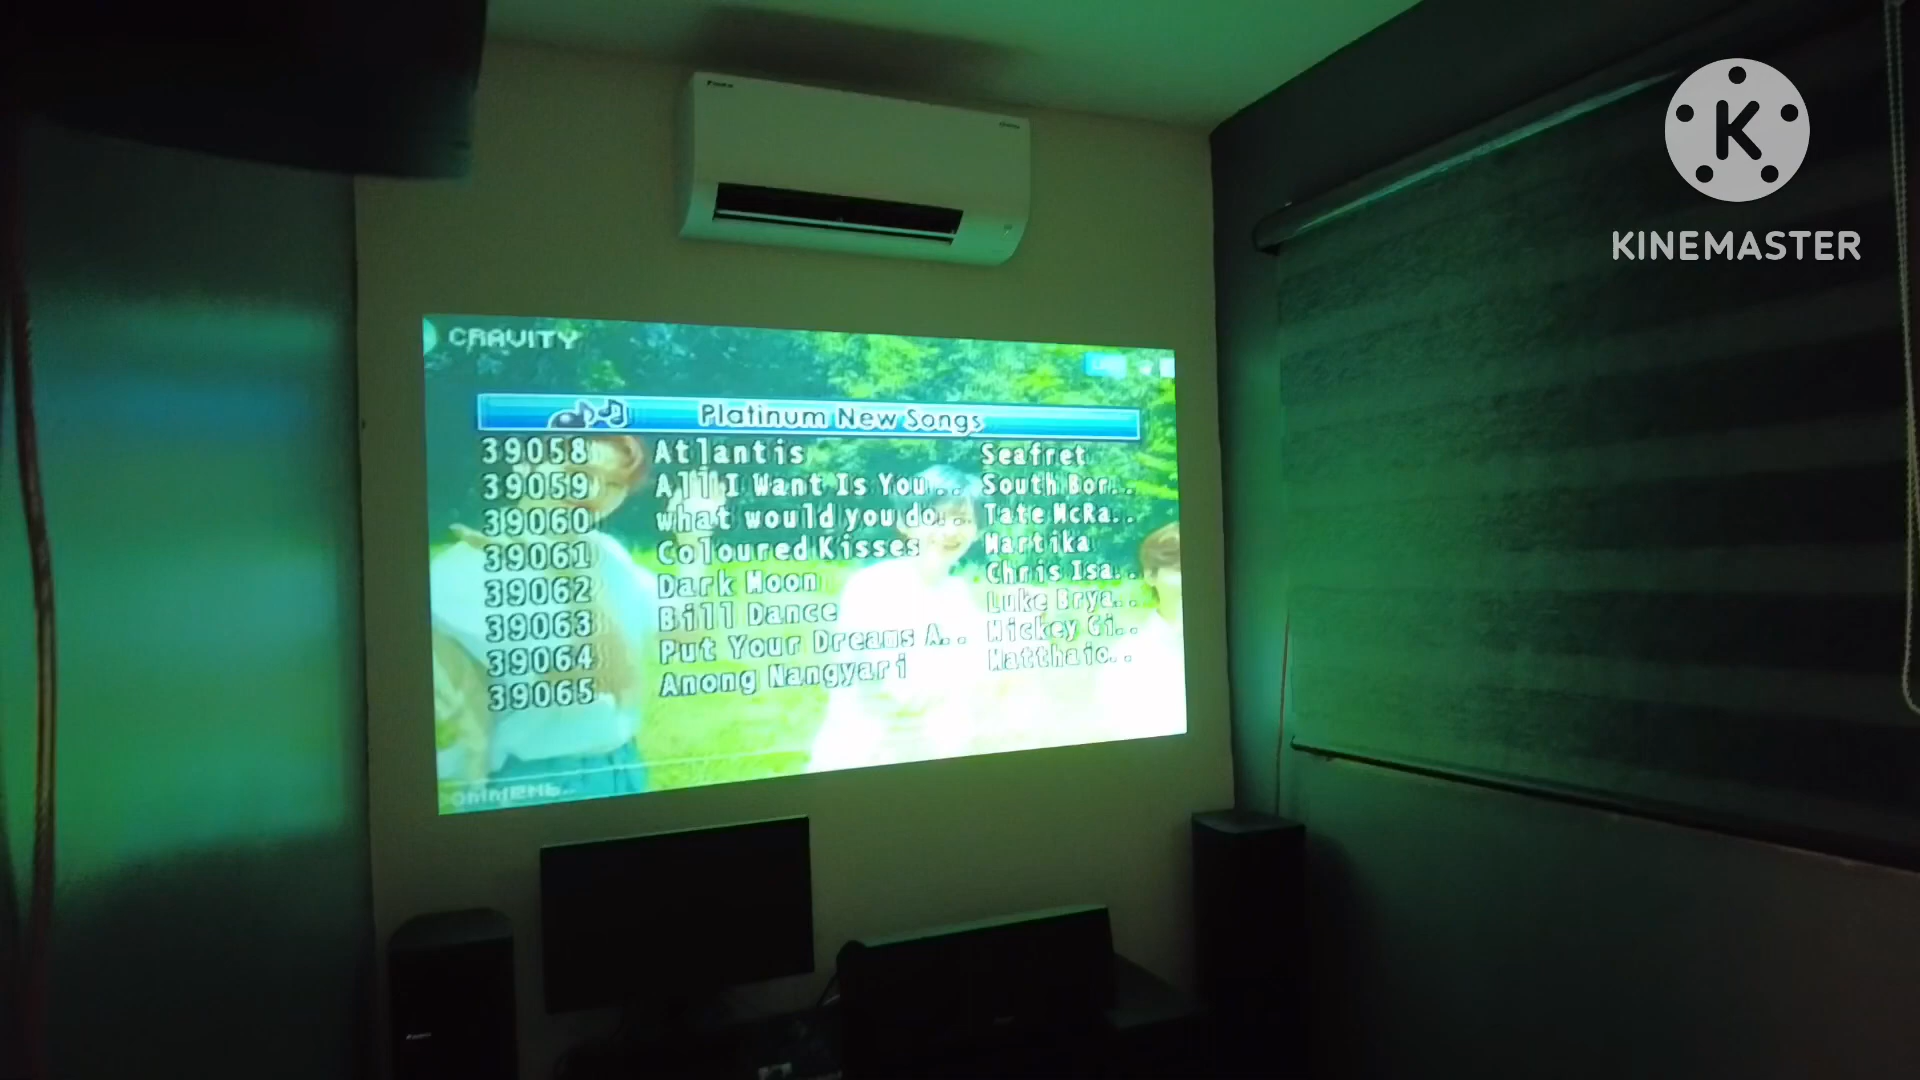 KINEMASTER
CRAVITY
Platinum New Songs
39058 Atlantis Seafret
39059 All I Want Is You.. South Bor..
39060 what would you do.. Tate McRa..
39061 Coloured Kisses Martika
39062 Dark Moon Chris Isa..
39063 Bill Dance Luke Brya..
39064 Put Your Dreams A.. Mickey Gi..
39065 Anong Nangyari Matthaio..